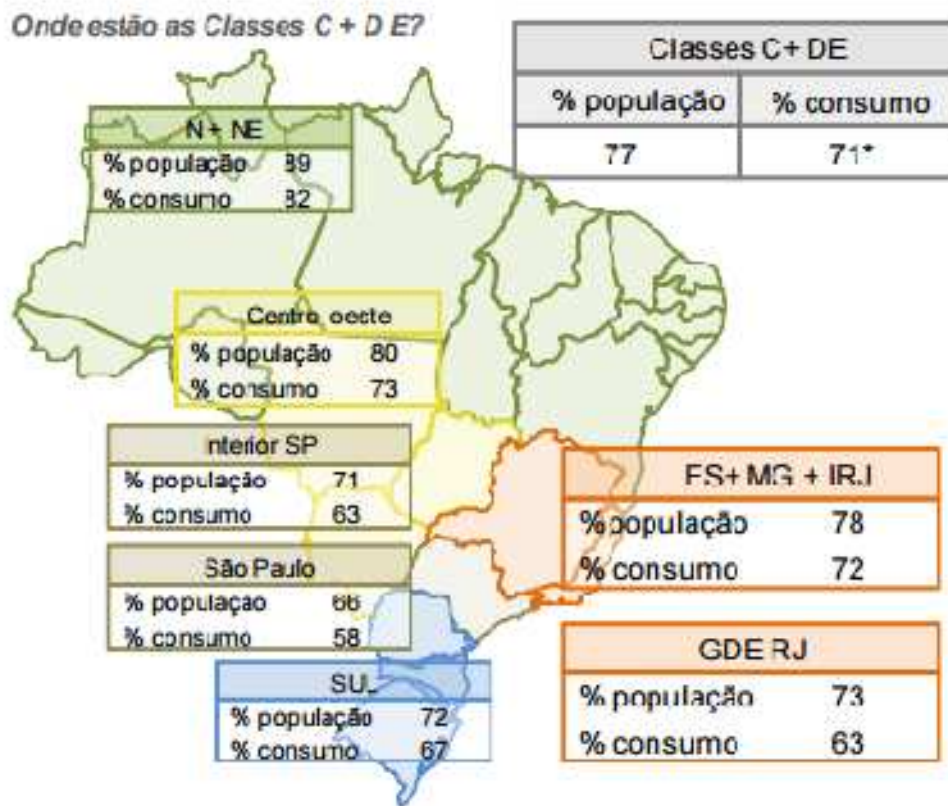 Onde estão as Classes C + D E?
Classes C+ DE
% população % consumo
77 71*
N + NE
% população 89
% consumo 82
Centro oeste
% população 80
% consumo 73
Interior SP
% população 71
% consumo 63
São Paulo
% população 66
% consumo 58
SUL
% população 72
% consumo 67
ES+ MG + IRJ
% população 78
% consumo 72
GDE RJ
% população 73
% consumo 63